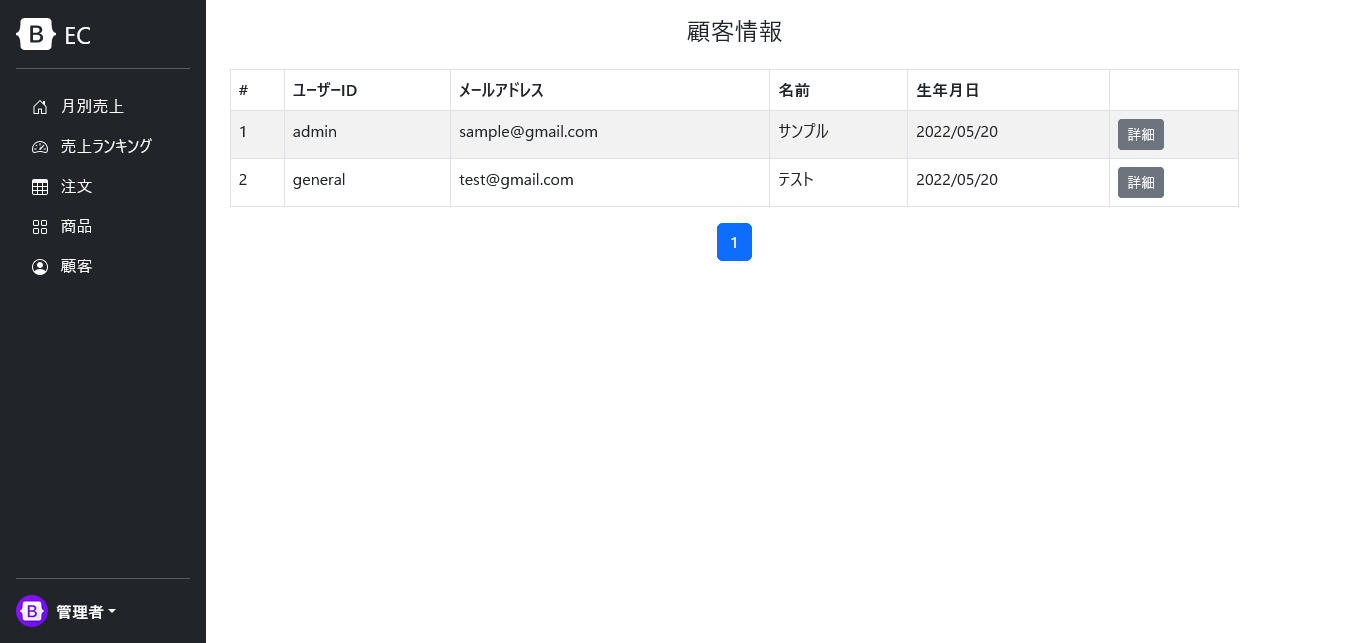 B EC
月別売上
売上ランキング
注文
商品
顧客
B 管理者
顧客情報
# ユーザーID メールアドレス 名前 生年月日
1 admin sample@gmail.com サンプル 2022/05/20 詳細
2 general test@gmail.com テスト 2022/05/20 詳細
1